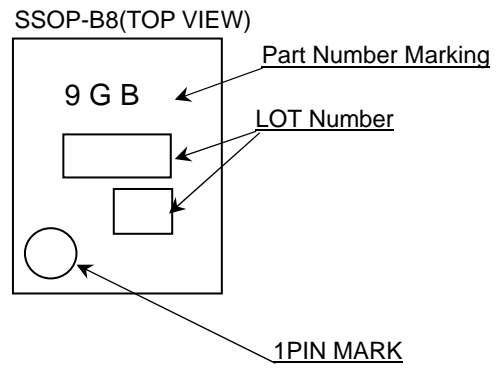 SSOP-B8(TOP VIEW)
Part Number Marking
9 G B
LOT Number
1PIN MARK